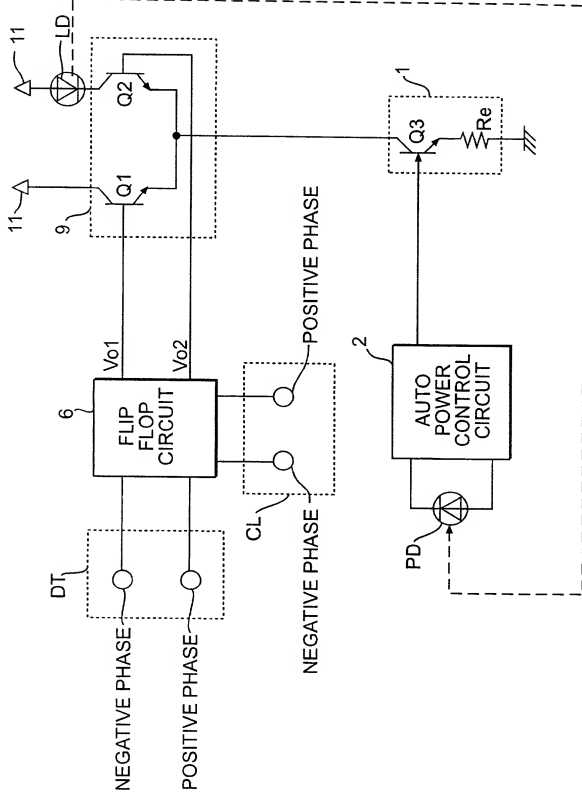 11
11
LD
9
Q1
Q2
1
Q3
Re
Vo1
Vo2
6
FLIP
FLOP
CIRCUIT
POSITIVE PHASE
2
AUTO
POWER
CONTROL
CIRCUIT
DT
CL
NEGATIVE PHASE
PD
NEGATIVE PHASE
POSITIVE PHASE